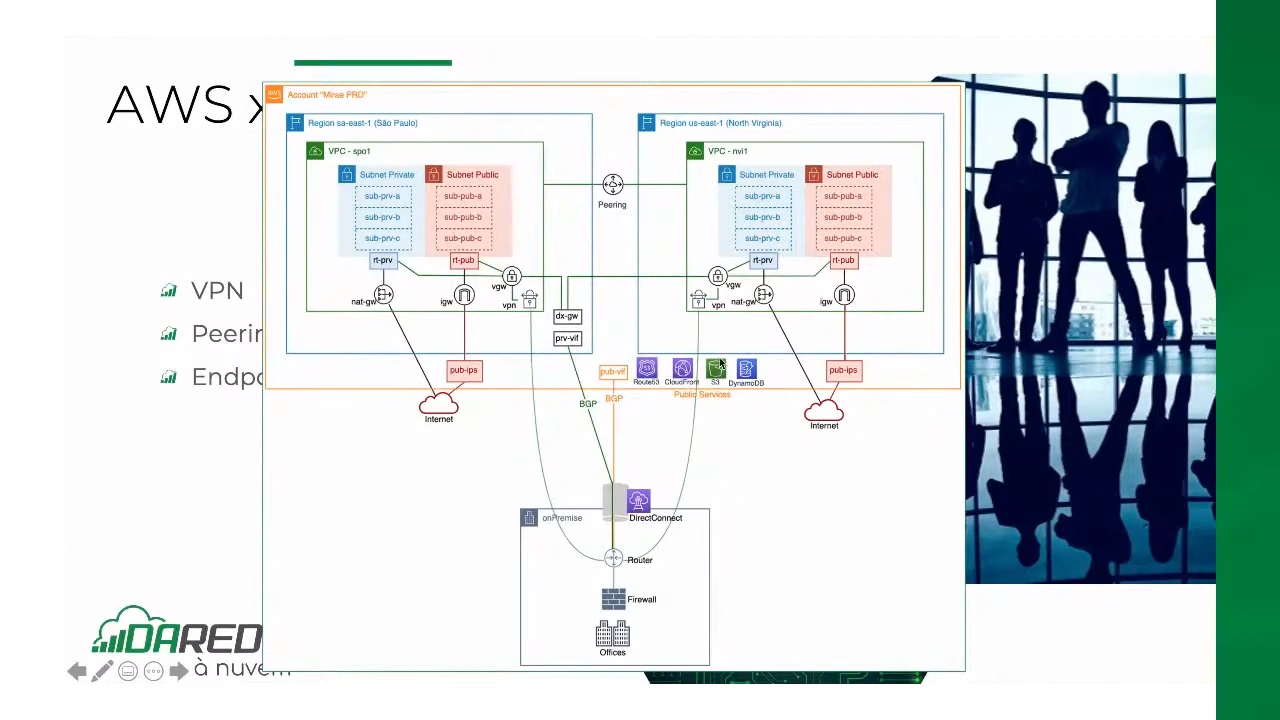 AWS x
VPN
Peerin
Endpo
Account "Mirae PRD"
Region sa-east-1 (São Paulo)
VPC - spo1
Subnet Private
Subnet Public
sub-prv-a
sub-pub-a
sub-prv-b
sub-pub-b
sub-prv-c
sub-pub-c
rt-prv
rt-pub
vgw
nat-gw
igw
vpn
pub-ips
Internet
Peering
dx-gw
prv-vif
Region us-east-1 (North Virginia)
VPC - nvi1
Subnet Private
Subnet Public
sub-prv-a
sub-pub-a
sub-prv-b
sub-pub-b
sub-prv-c
sub-pub-c
rt-prv
rt-pub
vgw
vpn
nat-gw
igw
pub-ips
Internet
pub-vif
Route53
CloudFront
S3
DynamoDB
Public Services
BGP
BGP
onPremise
DirectConnect
Router
Firewall
Offices
DARED
à nuvem
aws